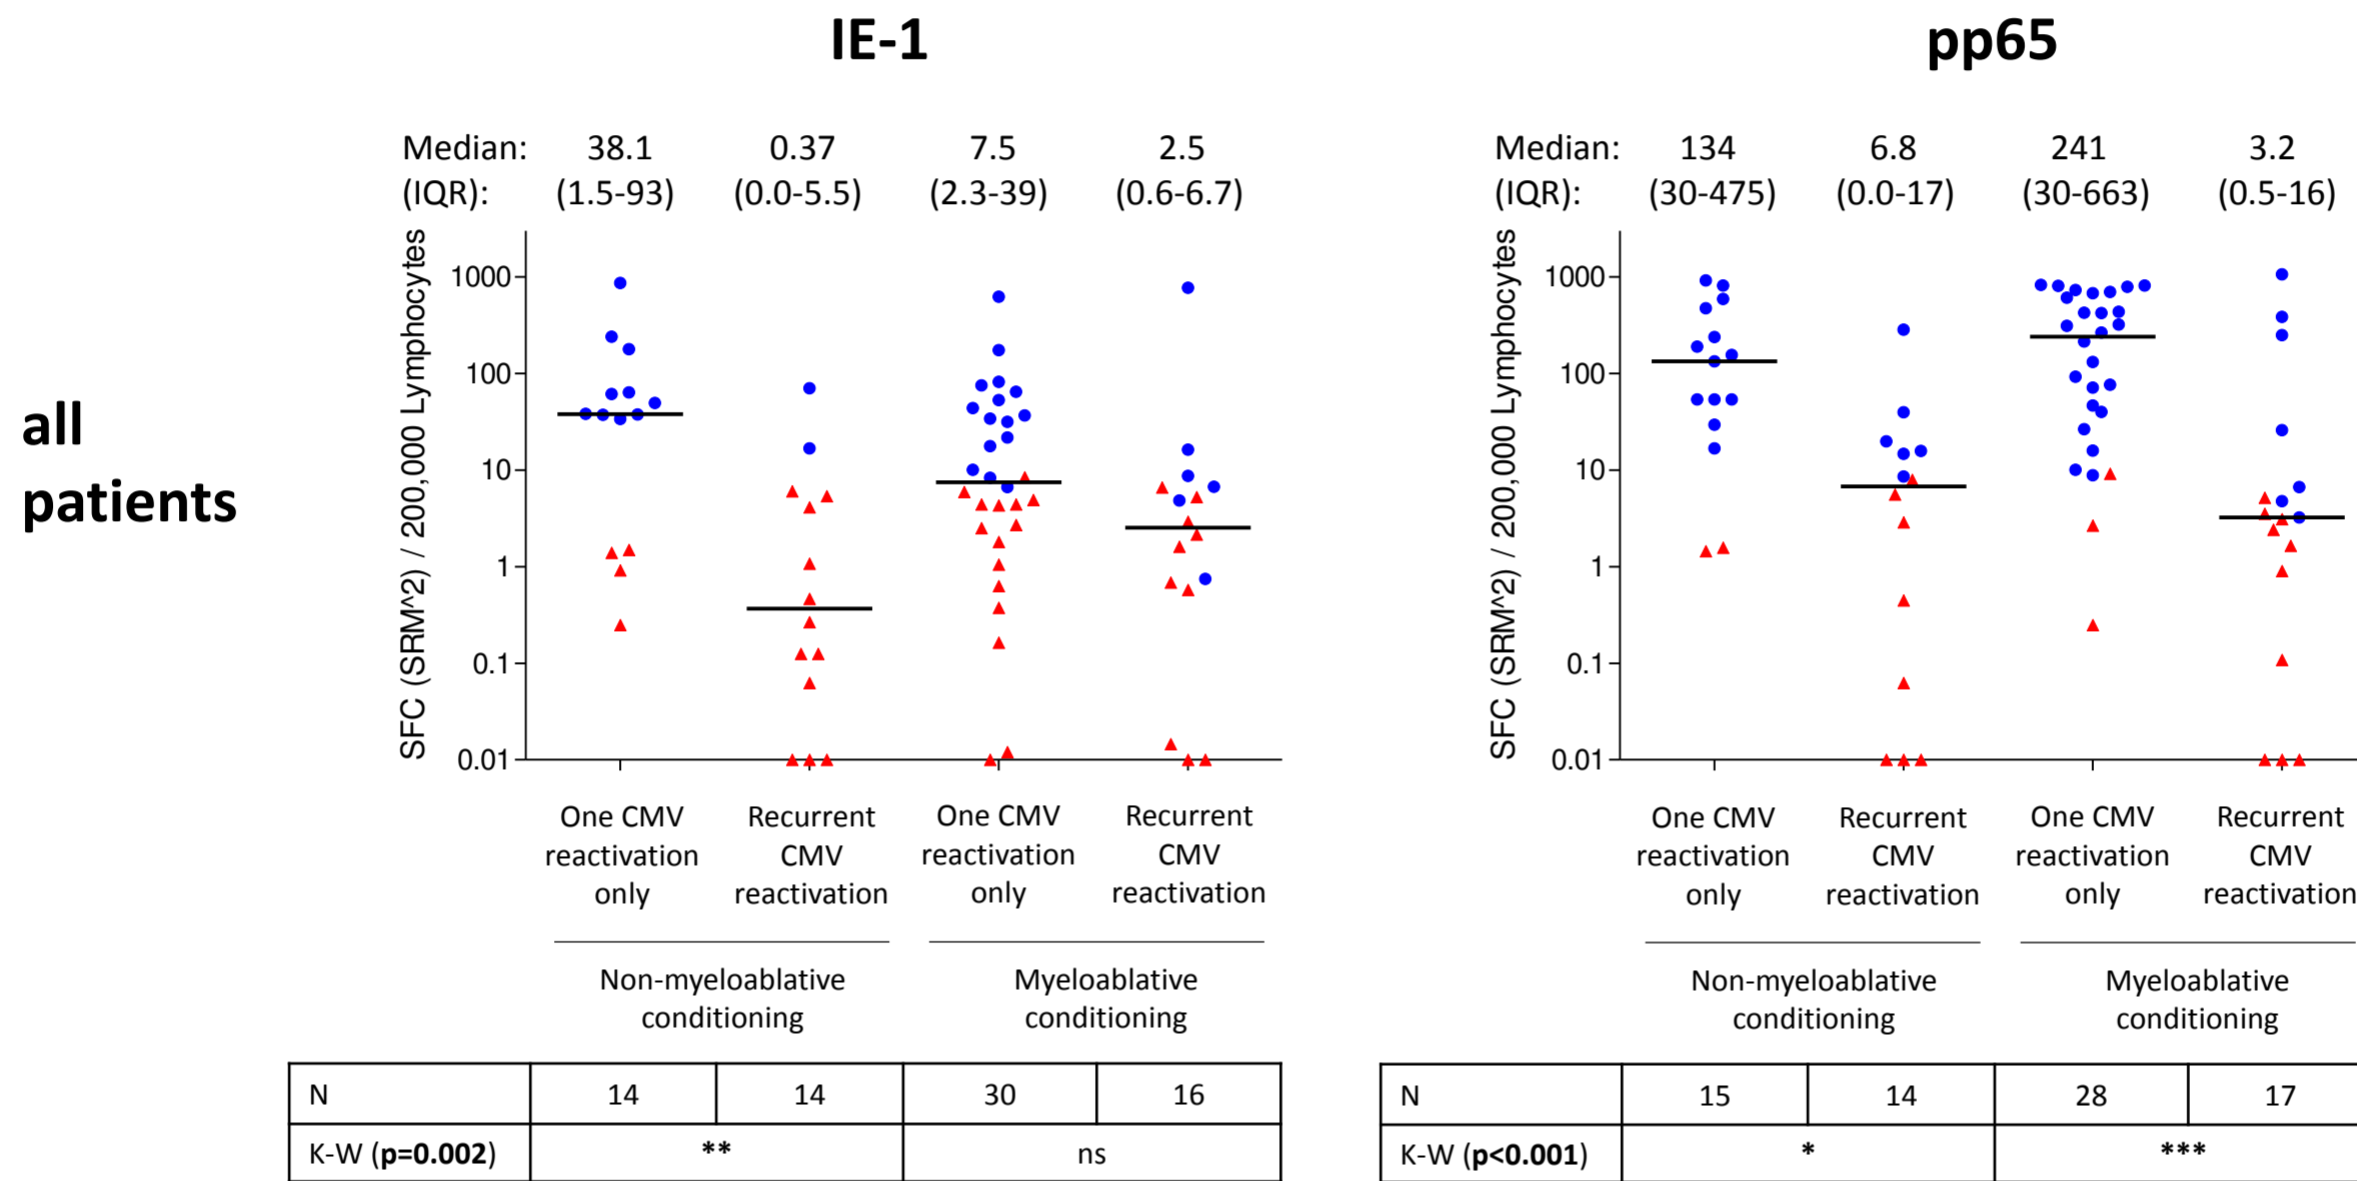 IE-1
pp65
all
patients
Median: 38.1 0.37 7.5 2.5
(IQR): (1.5-93) (0.0-5.5) (2.3-39) (0.6-6.7)
SFC (SRM^2) / 200,000 Lymphocytes
1000
100
10
1
0.1
0.01
One CMV reactivation only
Recurrent CMV reactivation
One CMV reactivation only
Recurrent CMV reactivation
Non-myeloablative conditioning
Myeloablative conditioning
N 14 14 30 16
K-W (p=0.002) ** ns
Median: 134 6.8 241 3.2
(IQR): (30-475) (0.0-17) (30-663) (0.5-16)
SFC (SRM^2) / 200,000 Lymphocytes
1000
100
10
1
0.1
0.01
One CMV reactivation only
Recurrent CMV reactivation
One CMV reactivation only
Recurrent CMV reactivation
Non-myeloablative conditioning
Myeloablative conditioning
N 15 14 28 17
K-W (p<0.001) * ***